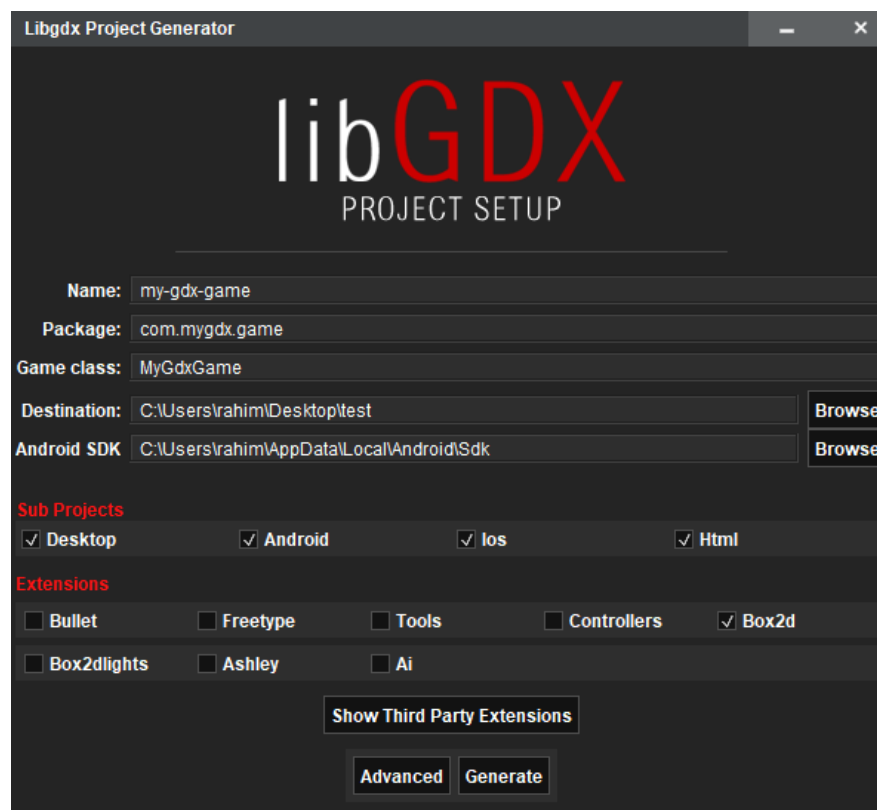 Libgdx Project Generator
libGDX
PROJECT SETUP
Name: my-gdx-game
Package: com.mygdx.game
Game class: MyGdxGame
Destination: C:\Users\rahim\Desktop\test Browse
Android SDK C:\Users\rahim\AppData\Local\Android\Sdk Browse
Sub Projects
Desktop Android Ios Html
Extensions
Bullet Freetype Tools Controllers Box2d
Box2dlights Ashley Ai
Show Third Party Extensions
Advanced Generate